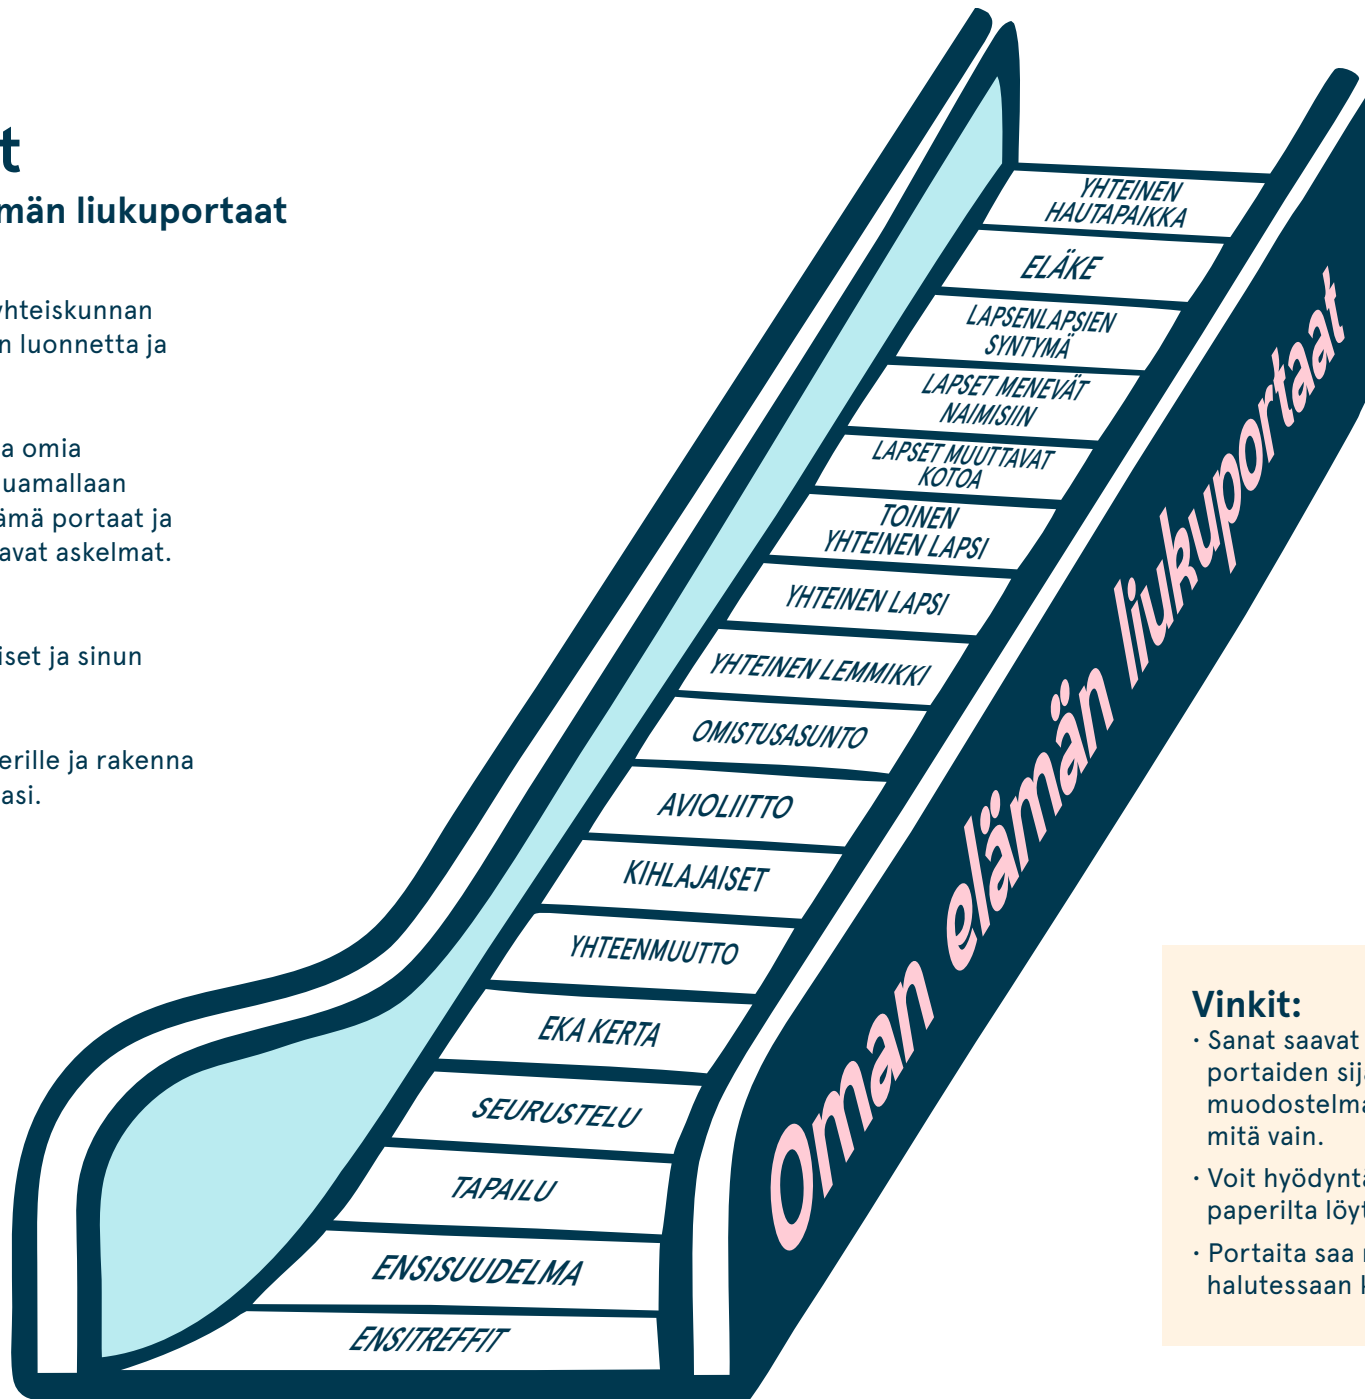 t
män liukuportaat
yhteiskunnan
n luonnetta ja
a omia
uamallaan
ämä portaat ja
avat askelmat.
iset ja sinun
erille ja rakenna
asi.
YHTEINEN
HAUTAPAIKKA
ELÄKE
LAPSENLAPSIEN
SYNTYMÄ
LAPSET MENEVÄT
NAIMISIIN
LAPSET MUUTTAVAT
KOTOA
TOINEN
YHTEINEN LAPSI
YHTEINEN LAPSI
YHTEINEN LEMMIKKI
OMISTUSASUNTO
AVIOLIITTO
KIHLAJAISET
YHTEENMUUTTO
EKA KERTA
SEURUSTELU
TAPAILU
ENSISUUDELMA
ENSITREFFIT
Oman elämän liukuportaat
Vinkit:
· Sanat saavat
portaiden sij
muodostelma
mitä vain.
· Voit hyödyntä
paperilta löyt
· Portaita saa
halutessaan